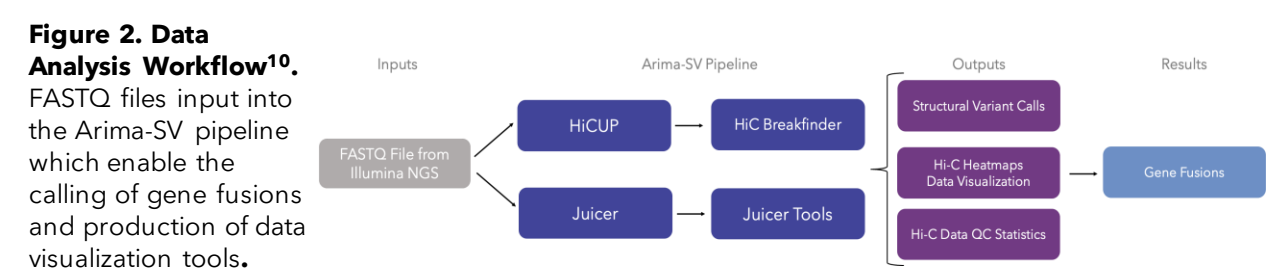 Figure 2. Data
Analysis Workflow¹⁰.
FASTQ files input into
the Arima-SV pipeline
which enable the
calling of gene fusions
and production of data
visualization tools.
Inputs
Arima-SV Pipeline
Outputs
Results
FASTQ File from
Illumina NGS
HiCUP
HiC Breakfinder
Juicer
Juicer Tools
Structural Variant Calls
Hi-C Heatmaps
Data Visualization
Hi-C Data QC Statistics
Gene Fusions